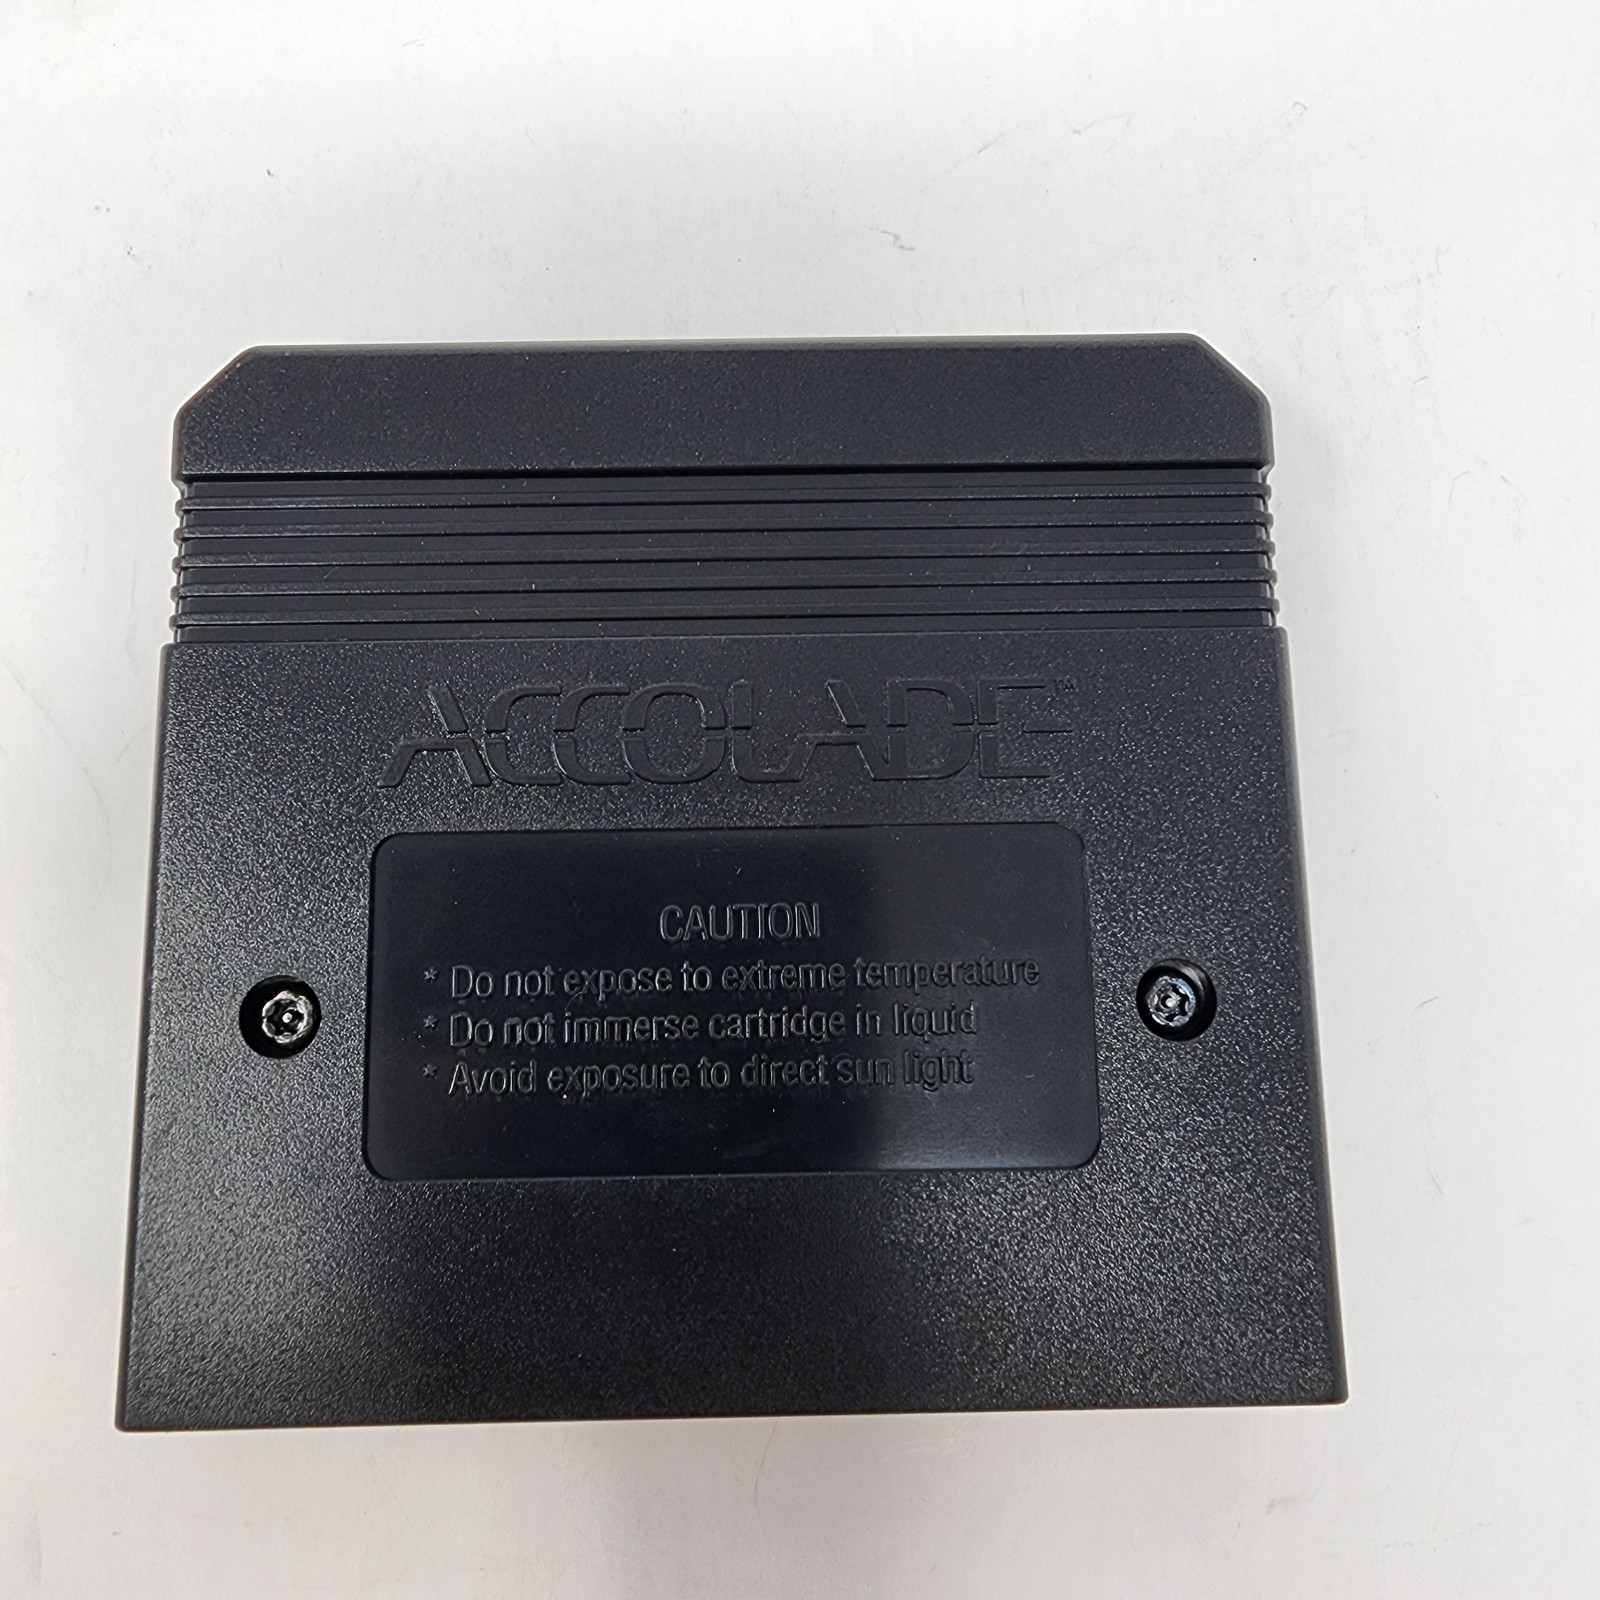 ACCOLADE™
CAUTION
* Do not expose to extreme temperature
* Do not immerse cartridge in liquid
* Avoid exposure to direct sun light